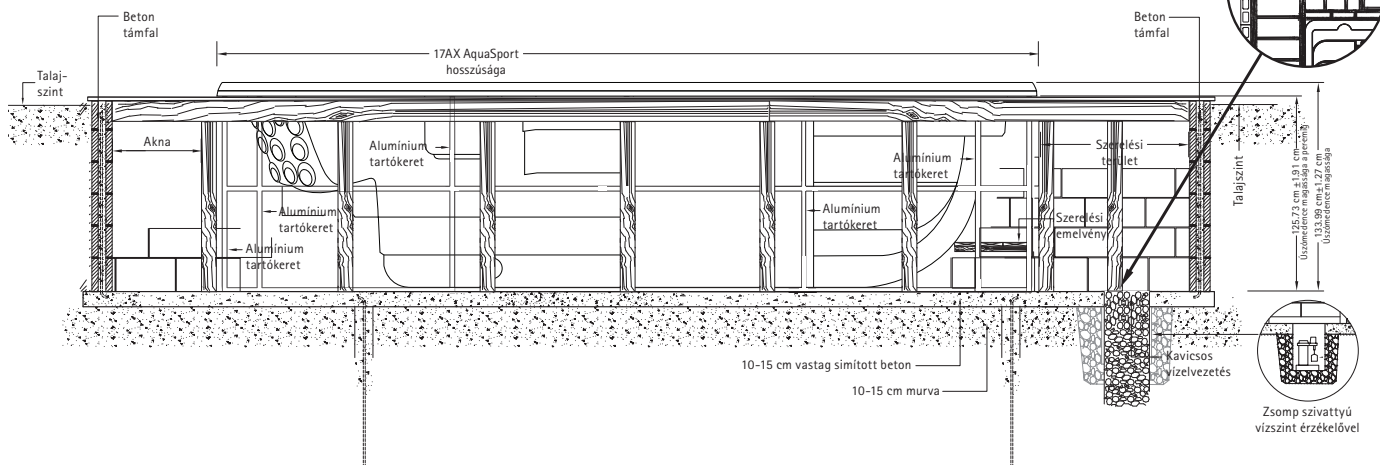 Beton
támfal
Beton
támfal
17AX AquaSport
hosszúsága
Talaj-
szint
Akna
Alumínium
tartókeret
Alumínium
tartókeret
Szerelési
terület
Alumínium
tartókeret
Alumínium
tartókeret
Alumínium
tartókeret
Szerelési
emelvény
Talajszint
125.73 cm ±1.91 cm
Úszómedence magassága a peremig
133.99 cm±1.27 cm
Úszómedence magassága
10-15 cm vastag simított beton
10-15 cm murva
Kavicsos
vízelvezetés
Zsomp szivattyú
vízszint érzékelővel